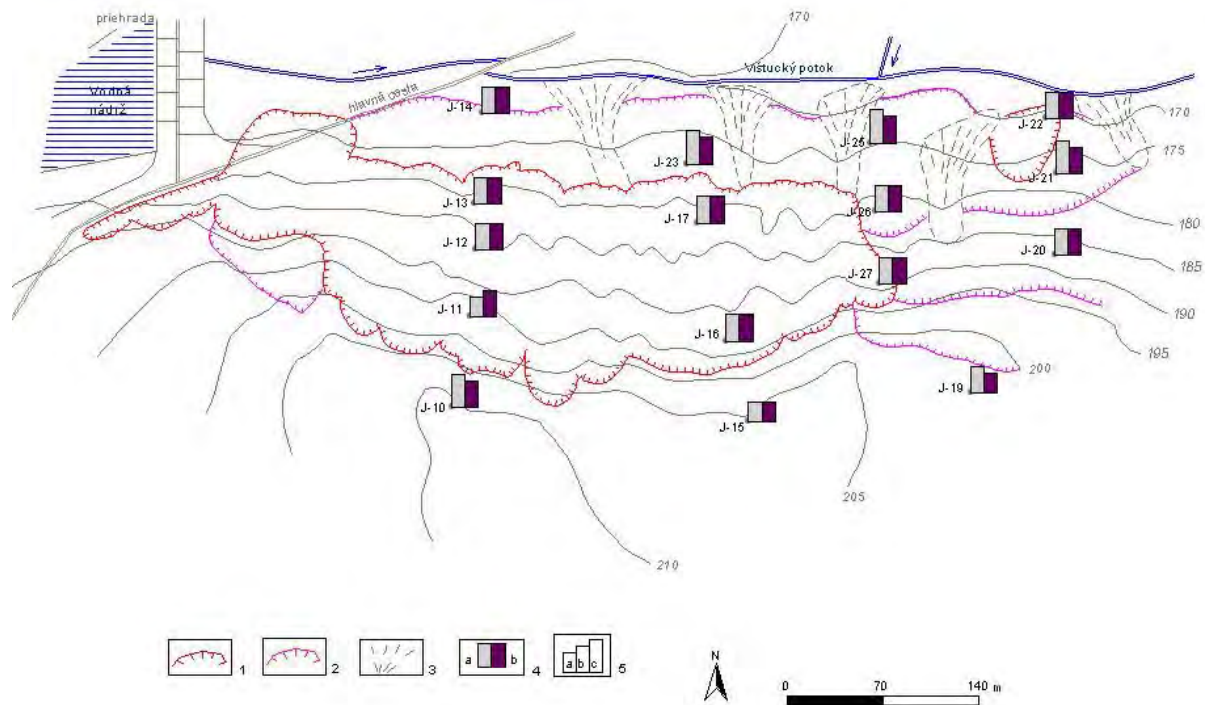 priehrada
170
Vištucký potok
Vodná
nádrž
hlavná cesta
J-14
J-22
170
J-25
J-23
175
J-21
J-13
J-26
J-17
180
J-12
J-20
185
J-27
J-11
190
J-16
195
200
J-19
J-10
J-15
205
210
1
2
3
a b 4
a b c 5
N
0 70 140 m